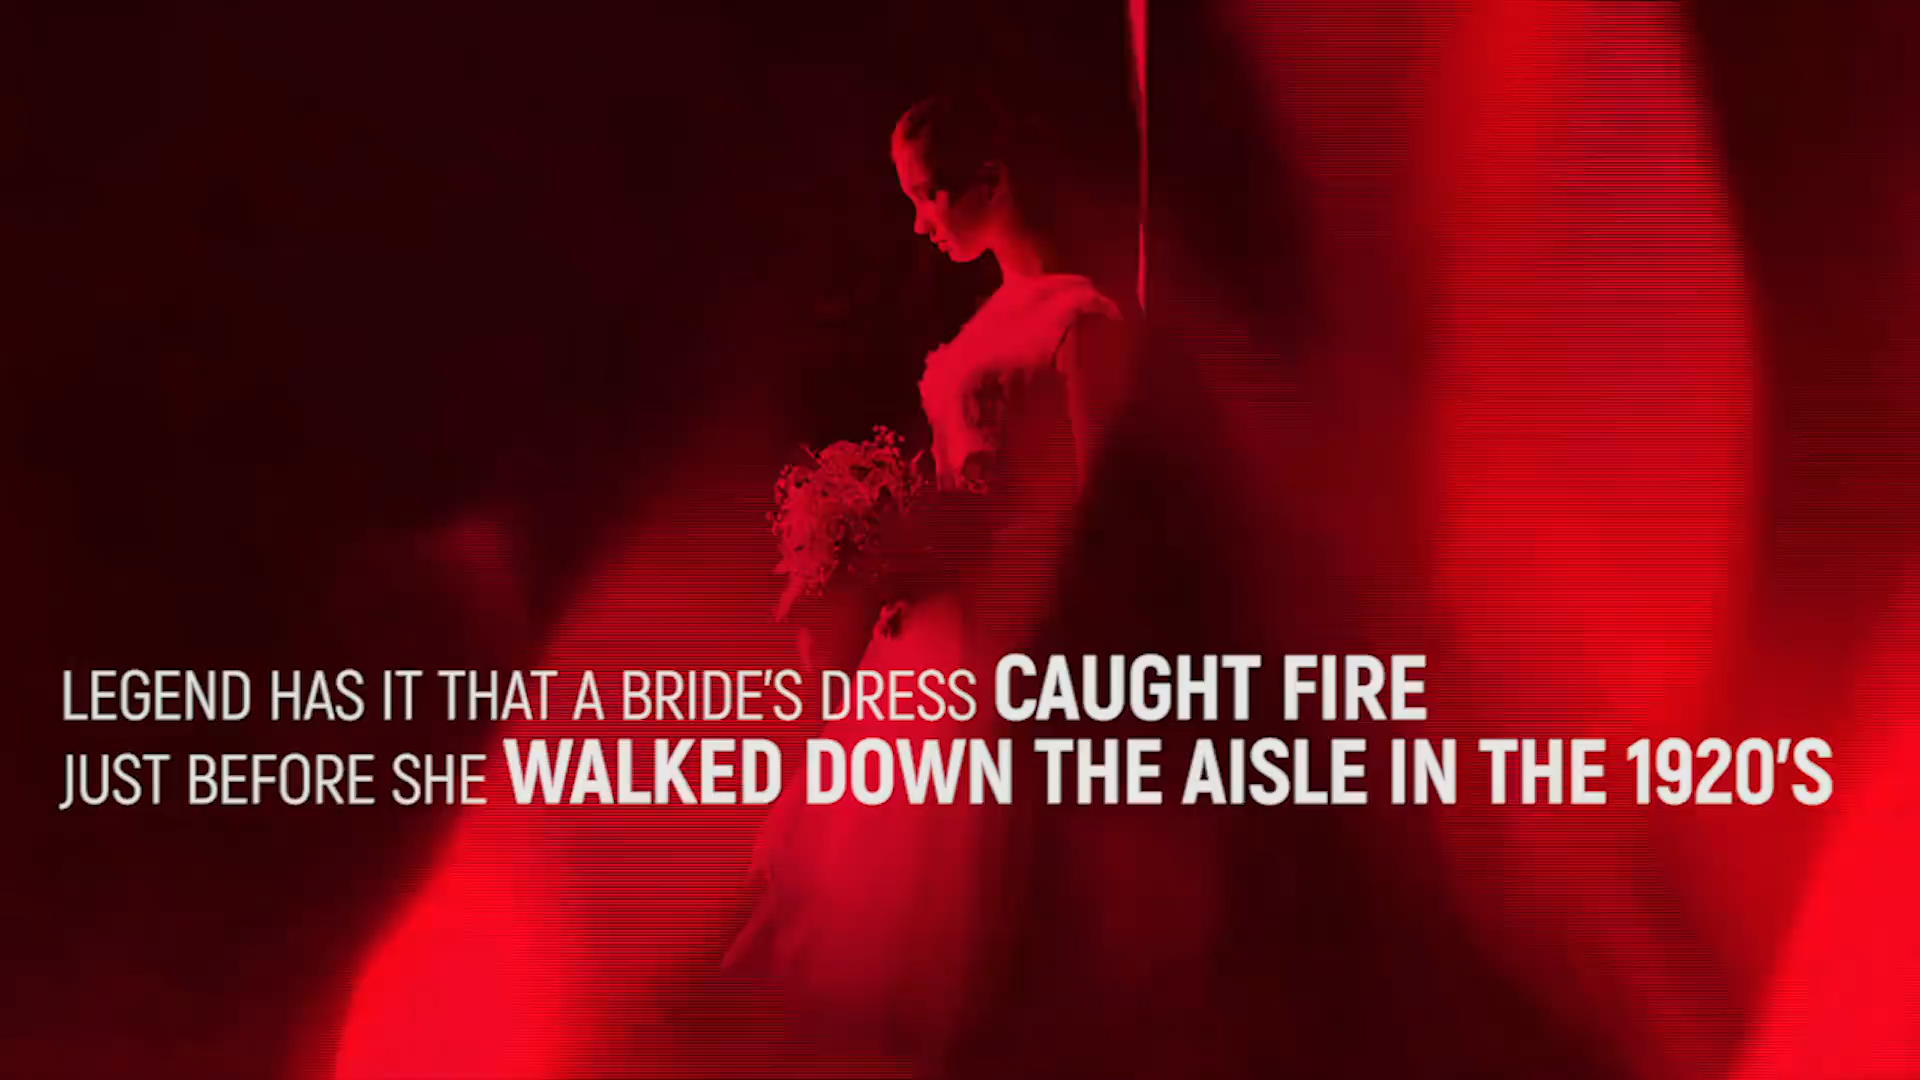 LEGEND HAS IT THAT A BRIDE'S DRESS CAUGHT FIRE
JUST BEFORE SHE WALKED DOWN THE AISLE IN THE 1920'S